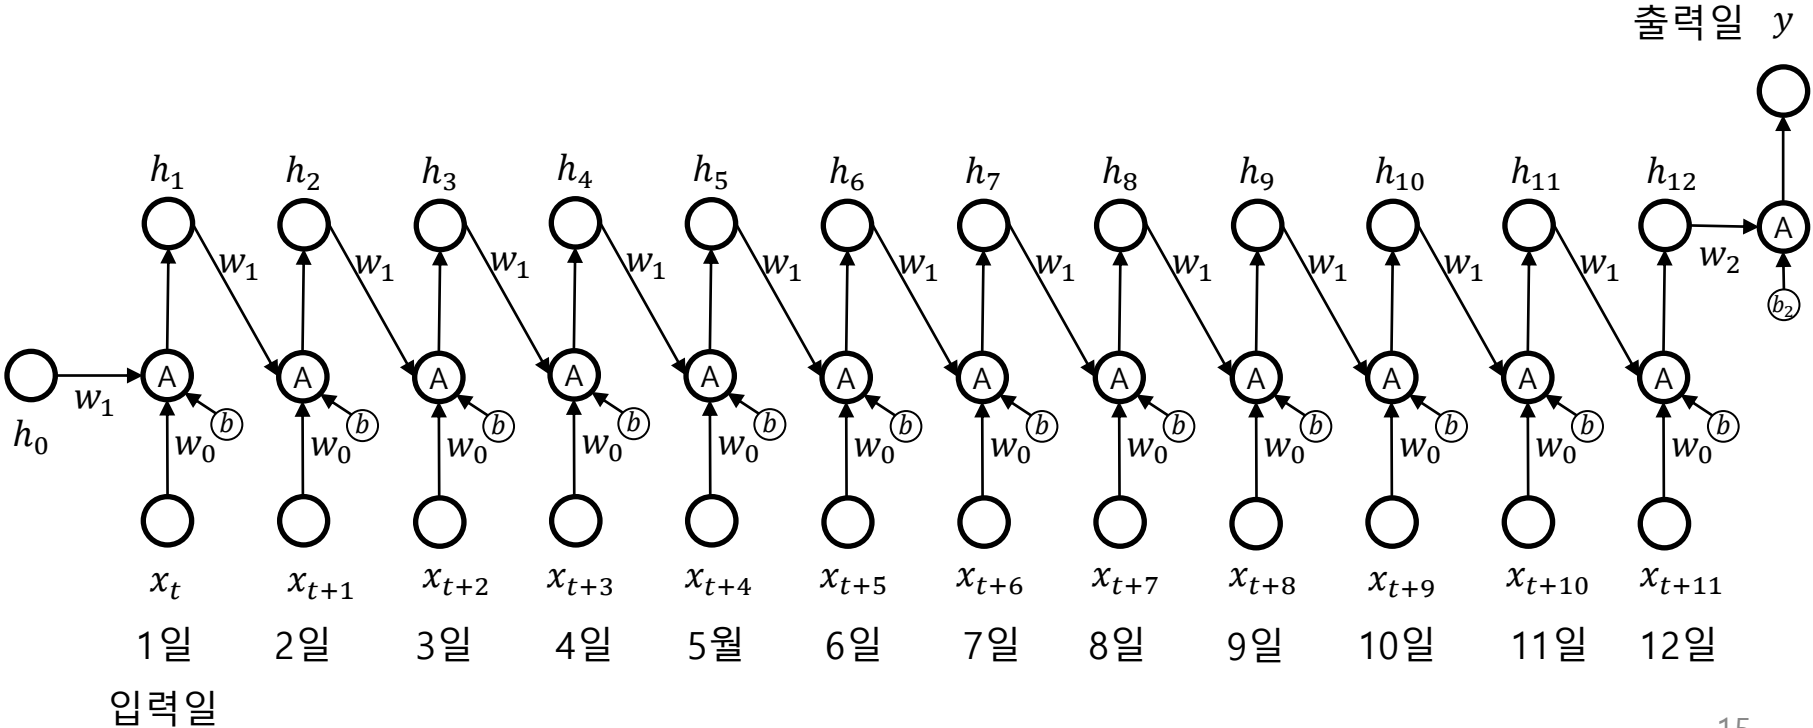 출력일 y
h₁ h₂ h₃ h₄ h₅ h₆ h₇ h₈ h₉ h₁₀ h₁₁ h₁₂
A
w₁ w₁ w₁ w₁ w₁ w₁ w₁ w₁ w₁ w₁ w₁ w₂
b₂
A A A A A A A A A A A A
w₁
b b b b b b b b b b b b
h₀ w₀ w₀ w₀ w₀ w₀ w₀ w₀ w₀ w₀ w₀ w₀ w₀
xₜ xₜ₊₁ xₜ₊₂ xₜ₊₃ xₜ₊₄ xₜ₊₅ xₜ₊₆ xₜ₊₇ xₜ₊₈ xₜ₊₉ xₜ₊₁₀ xₜ₊₁₁
1일 2일 3일 4일 5월 6일 7일 8일 9일 10일 11일 12일
입력일
15